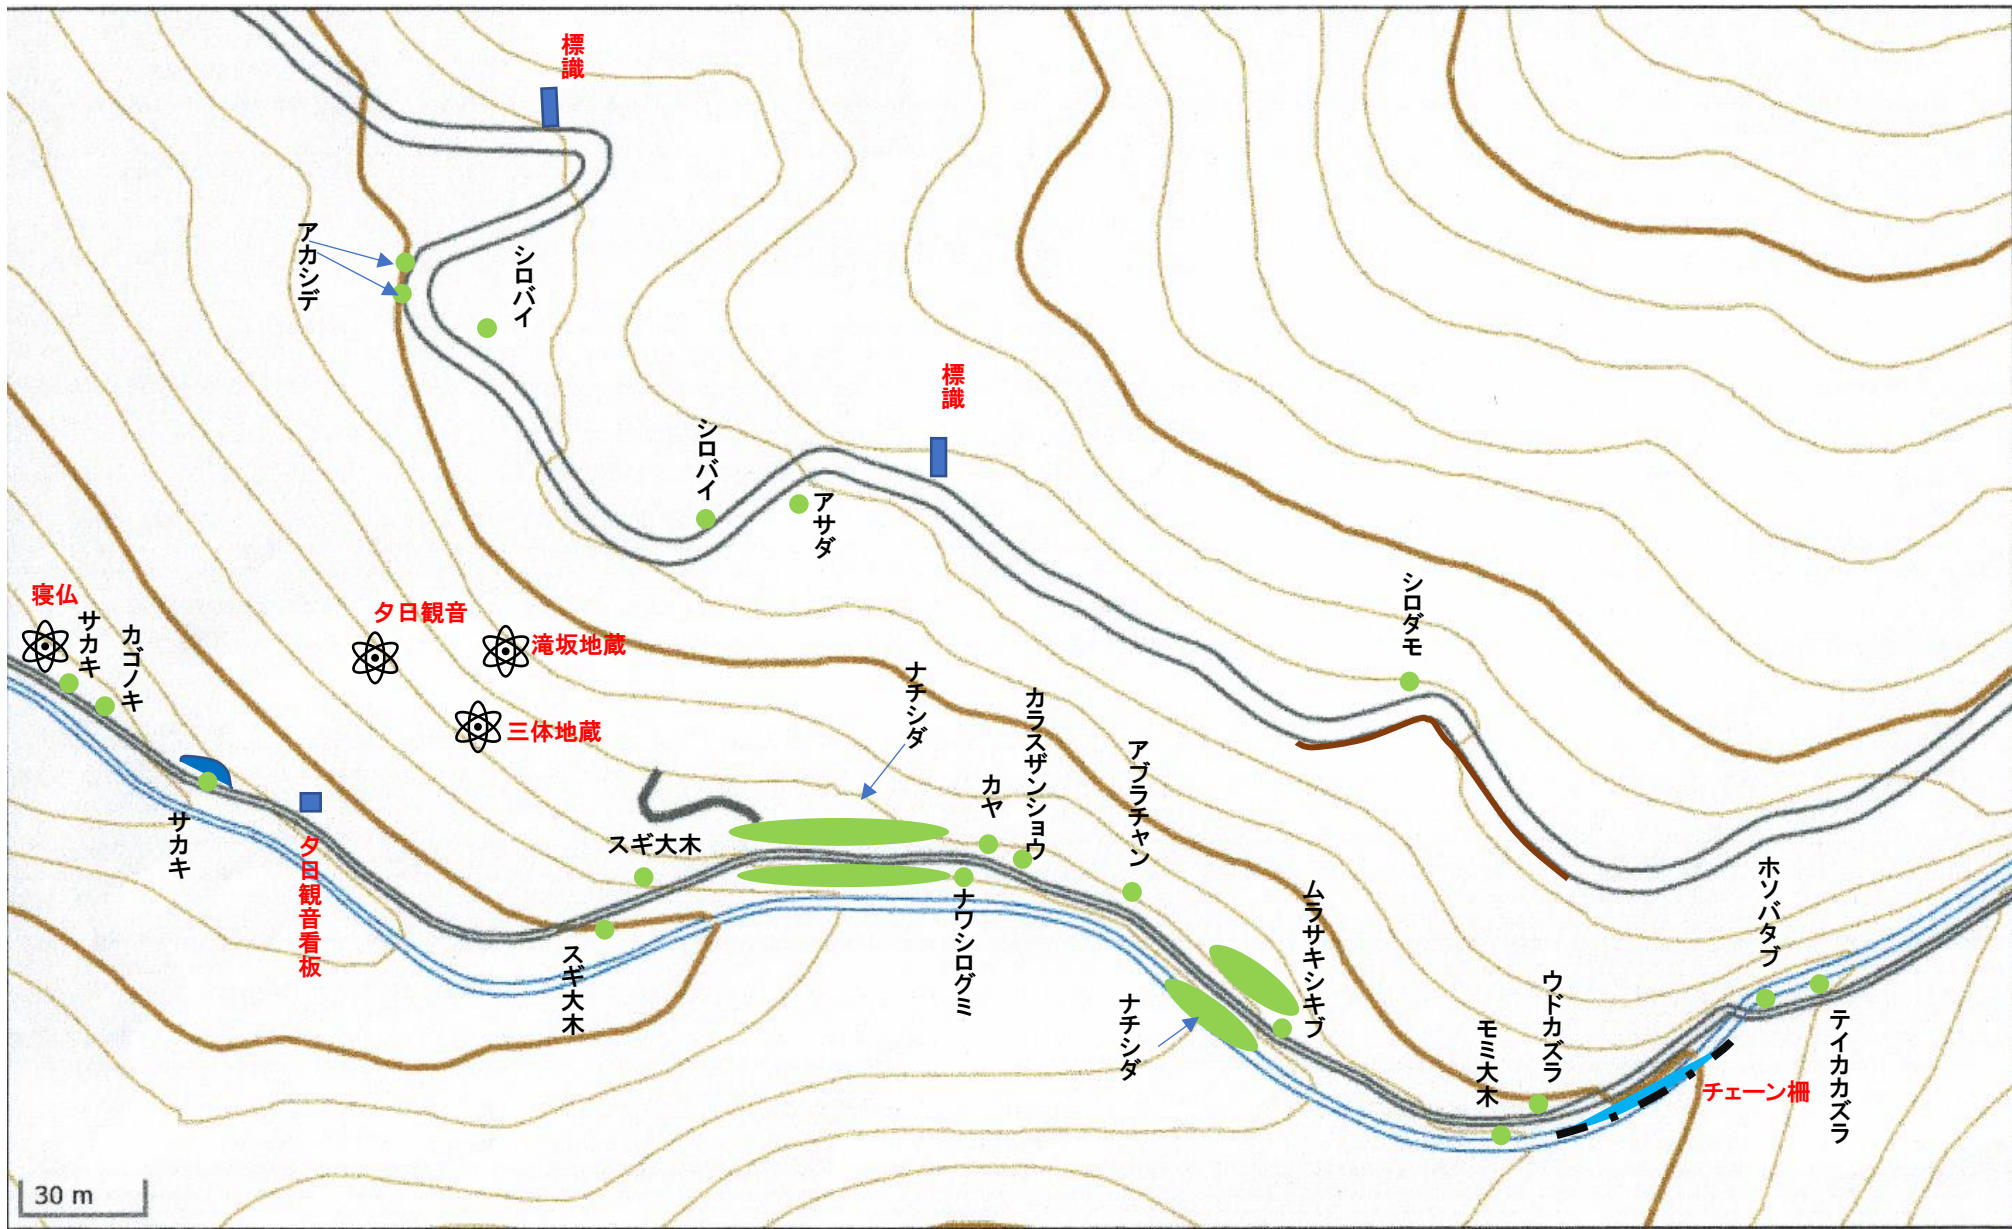 標識
アカシデ
シロバイ
標識
シロバイ
アサダ
シロダモ
寝仏
サカキ
カゴノキ
夕日観音
滝坂地蔵
三体地蔵
ナチシダ
カラスザンショウ
カヤ
アブラチャン
サカキ
夕日観音看板
スギ大木
スギ大木
ナワシログミ
ムラサキシキブ
ナチシダ
モミ大木
ウドカズラ
ホソバタブ
テイカカズラ
チェーン柵
30 m